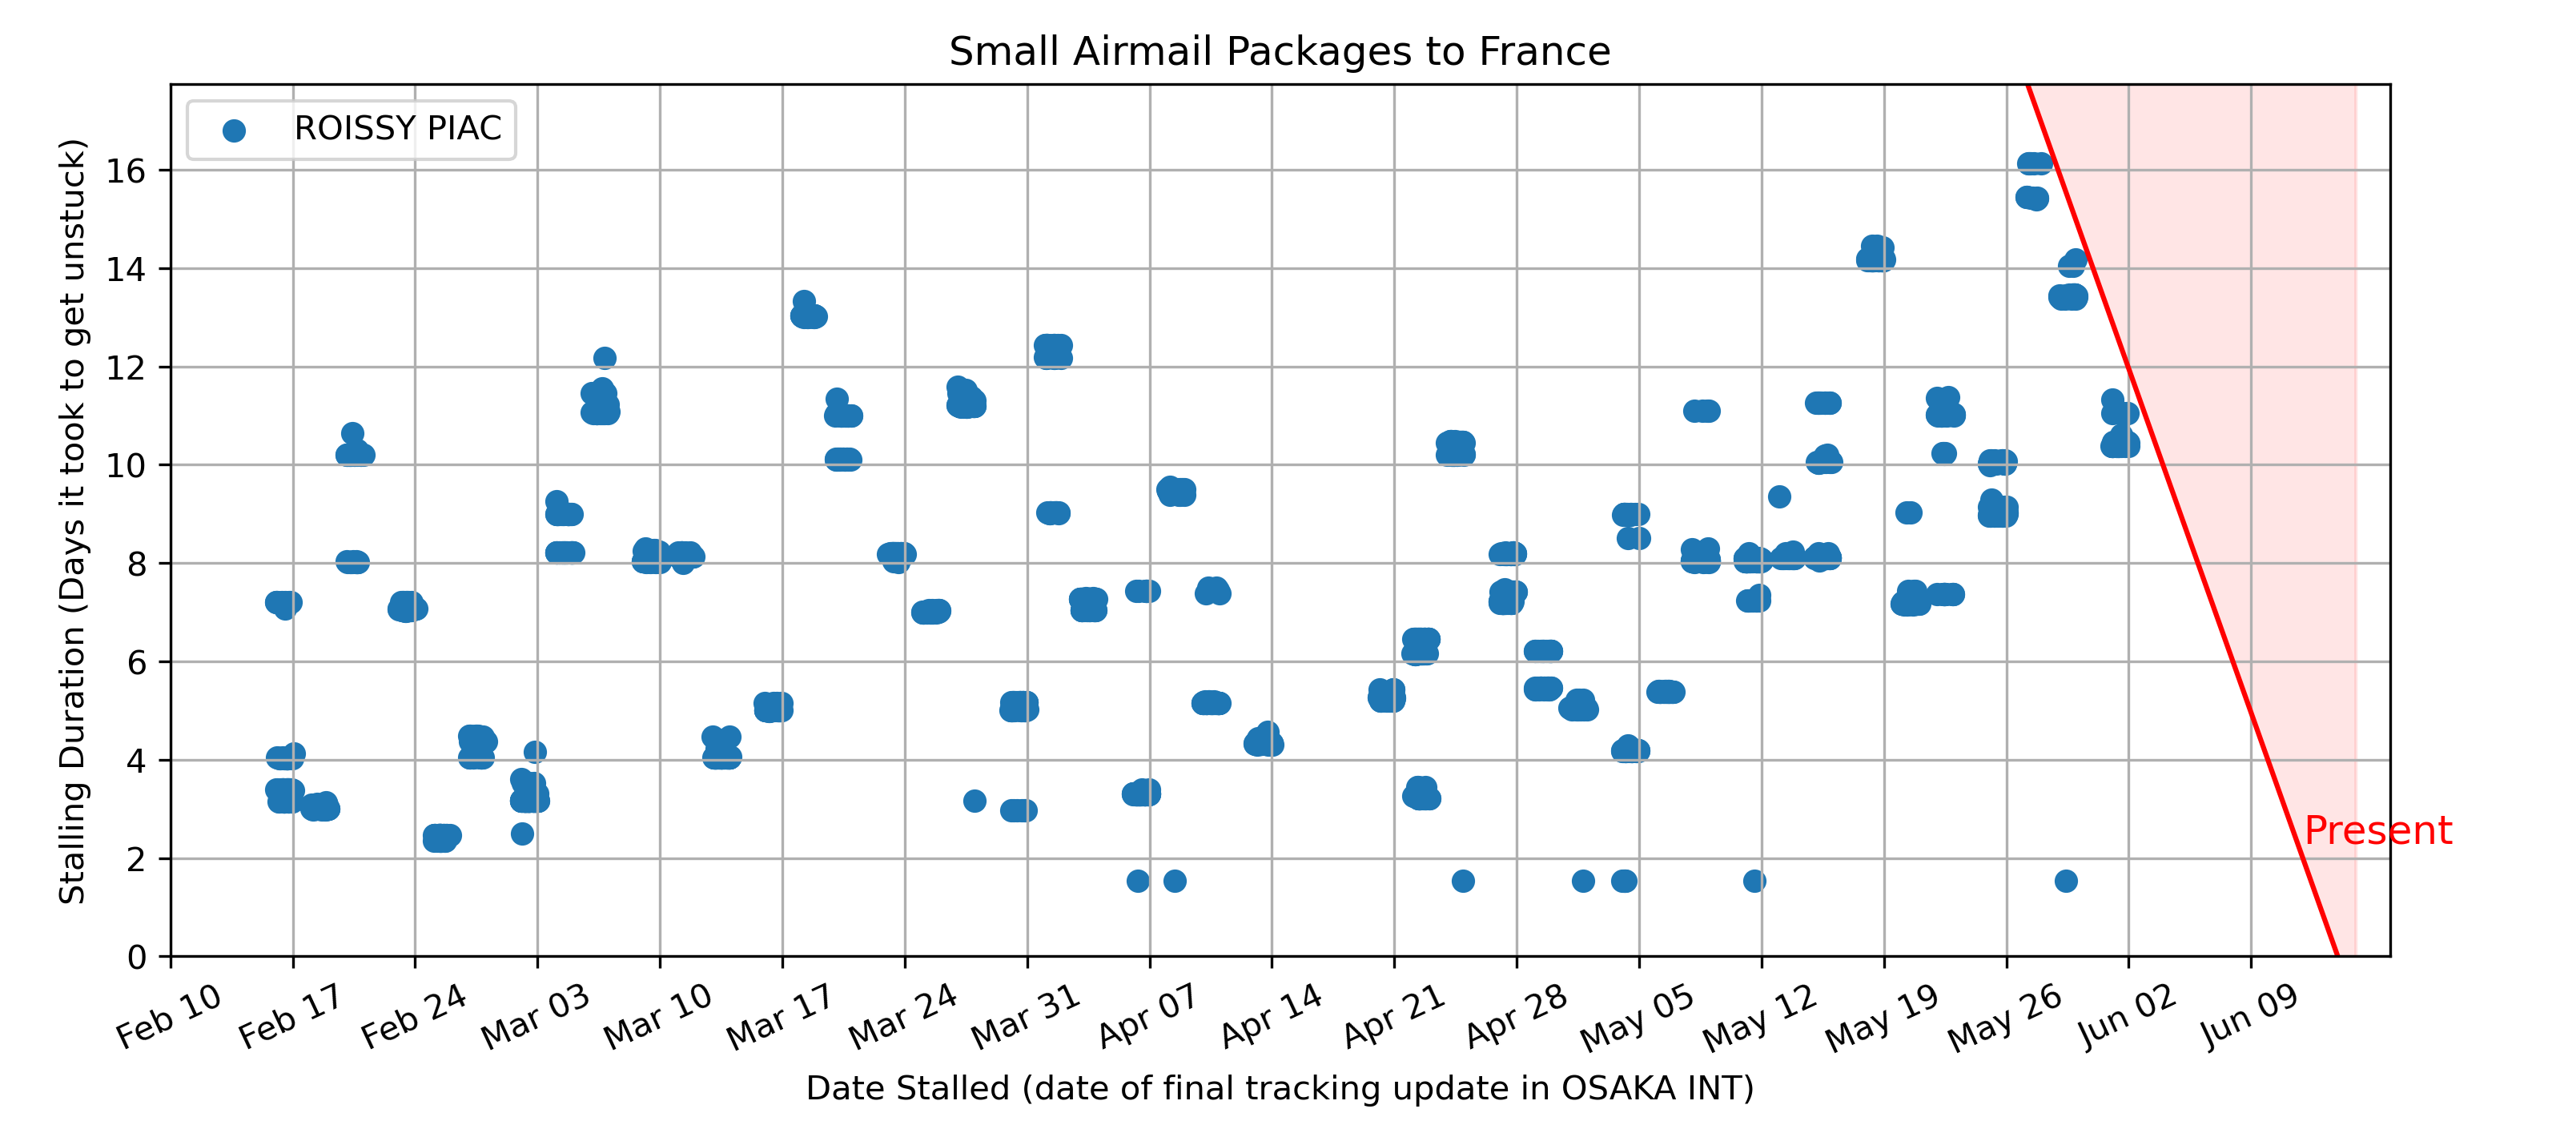 Small Airmail Packages to France
ROISSY PIAC
Stalling Duration (Days it took to get unstuck)
16
14
12
10
8
6
4
2
0
Present
Feb 10
Feb 17
Feb 24
Mar 03
Mar 10
Mar 17
Mar 24
Mar 31
Apr 07
Apr 14
Apr 21
Apr 28
May 05
May 12
May 19
May 26
Jun 02
Jun 09
Date Stalled (date of final tracking update in OSAKA INT)